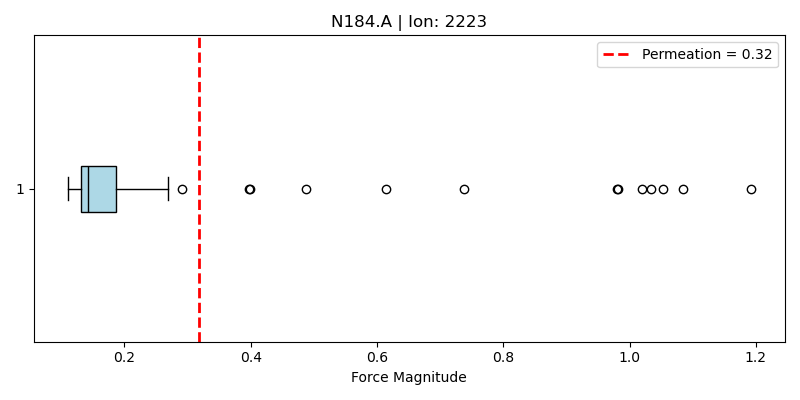 N184.A | Ion: 2223
Permeation = 0.32
1
0.2 0.4 0.6 0.8 1.0 1.2
Force Magnitude